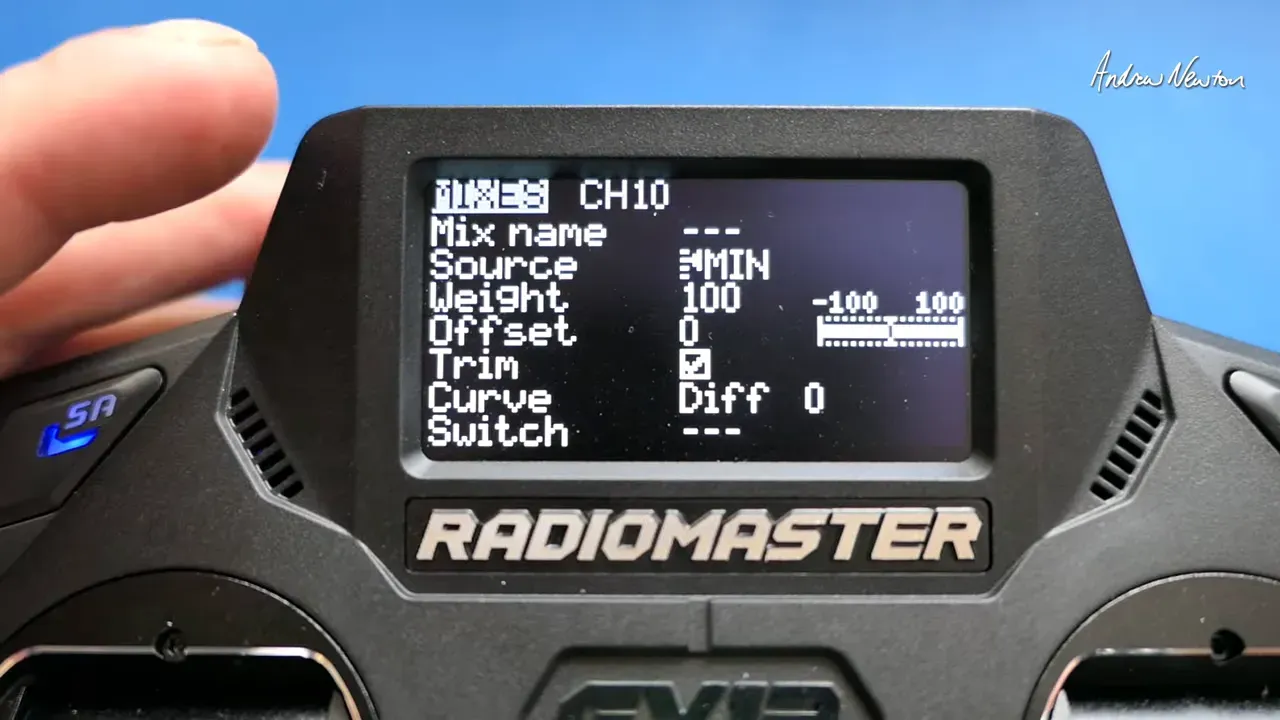 Andrew Newton
MIXES CH10
Mix name ---
Source MIN
Weight 100 -100 100
Offset 0
Trim
Curve Diff 0
Switch ---
SA
RADIOMASTER